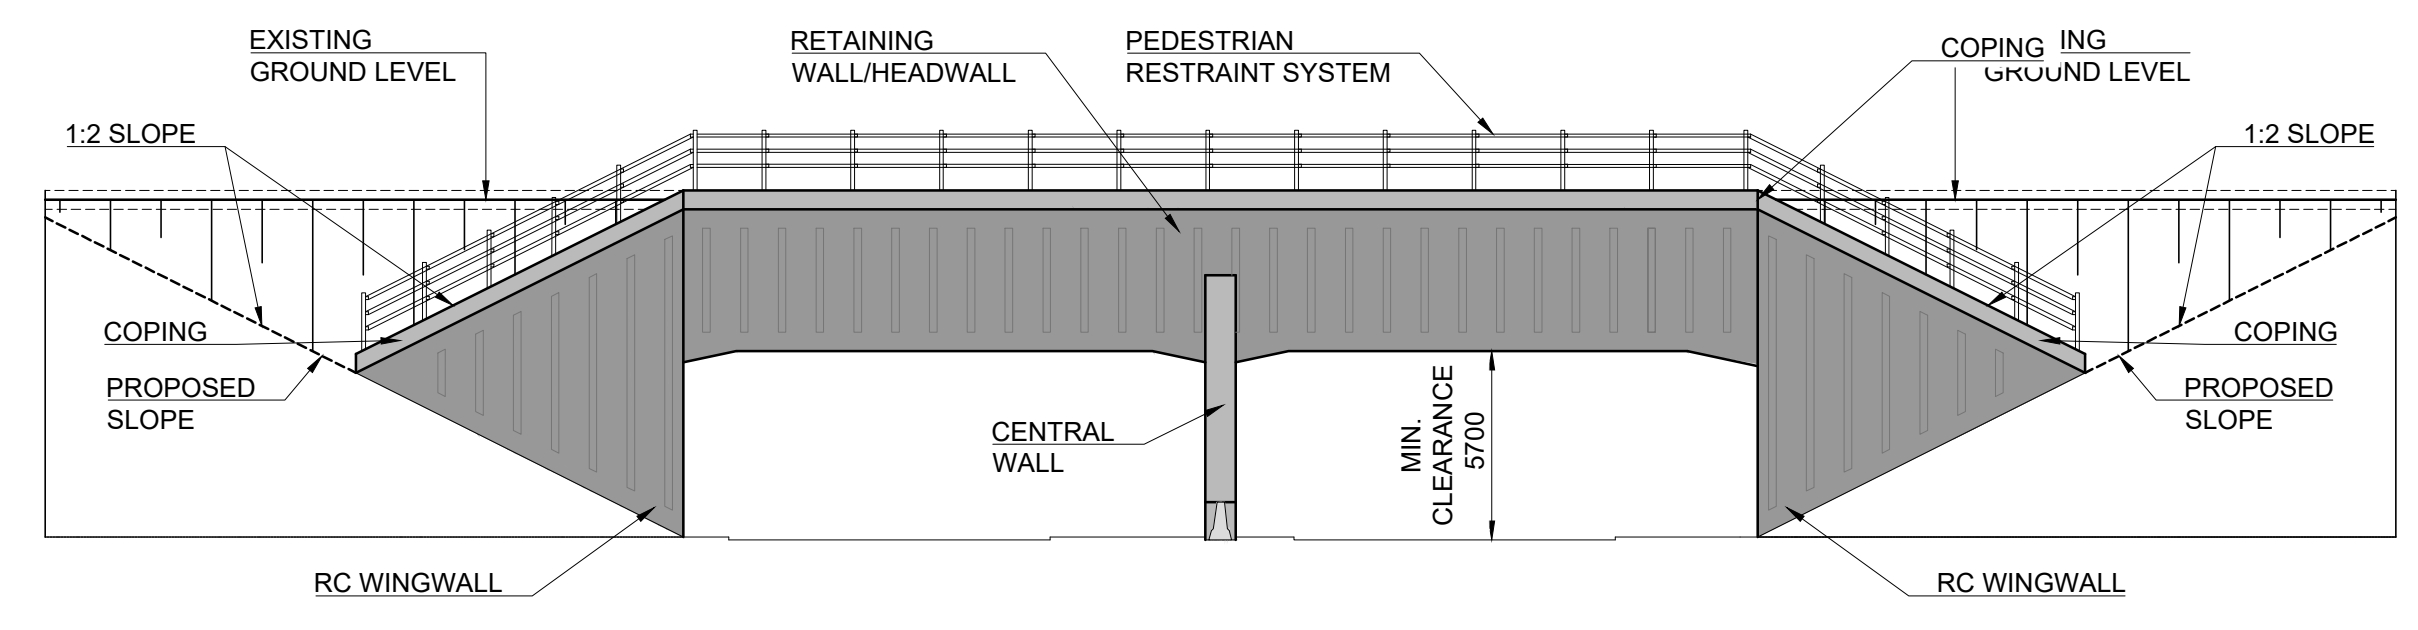 EXISTING
GROUND LEVEL
RETAINING
WALL/HEADWALL
PEDESTRIAN
RESTRAINT SYSTEM
COPING
ING
GROUND LEVEL
1:2 SLOPE
1:2 SLOPE
COPING
COPING
PROPOSED
SLOPE
PROPOSED
SLOPE
CENTRAL
WALL
MIN.
CLEARANCE
5700
RC WINGWALL
RC WINGWALL